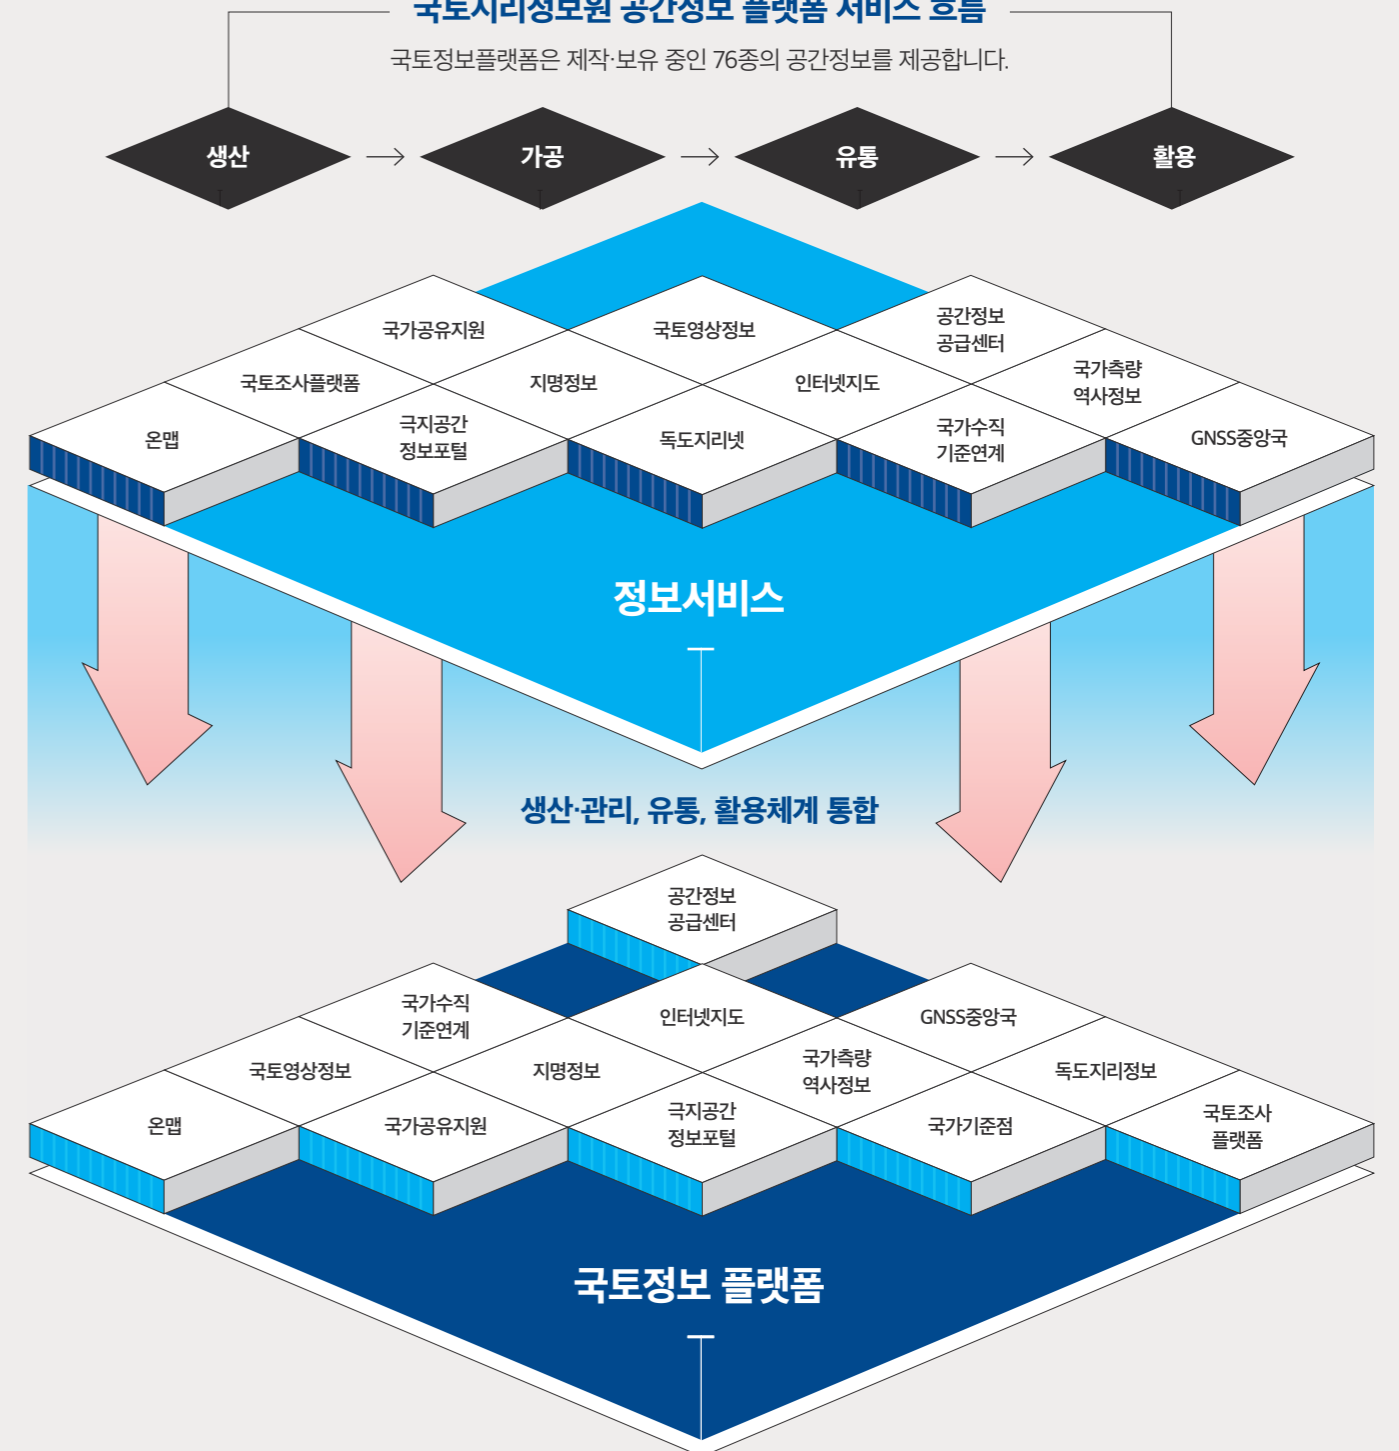 국토지리정보원 공간정보 플랫폼 서비스 흐름
국토정보플랫폼은 제작·보유 중인 76종의 공간정보를 제공합니다.
생산
가공
유통
활용
국가공유지원
국토영상정보
공간정보
공급센터
국토조사플랫폼
지명정보
인터넷지도
국가측량
역사정보
온맵
극지공간
정보포털
독도지리넷
국가수직
기준연계
GNSS중앙국
정보서비스
생산·관리, 유통, 활용체계 통합
공간정보
공급센터
국가수직
기준연계
인터넷지도
GNSS중앙국
국토영상정보
지명정보
국가측량
역사정보
독도지리정보
온맵
국가공유지원
극지공간
정보포털
국가기준점
국토조사
플랫폼
국토정보 플랫폼